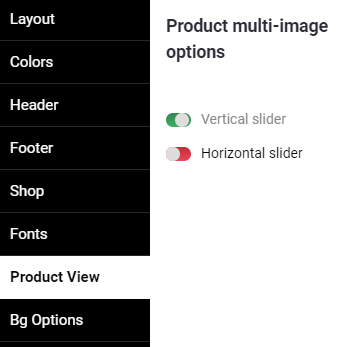 Layout
Colors
Header
Footer
Shop
Fonts
Product View
Bg Options
Product multi-image
options
Vertical slider
Horizontal slider